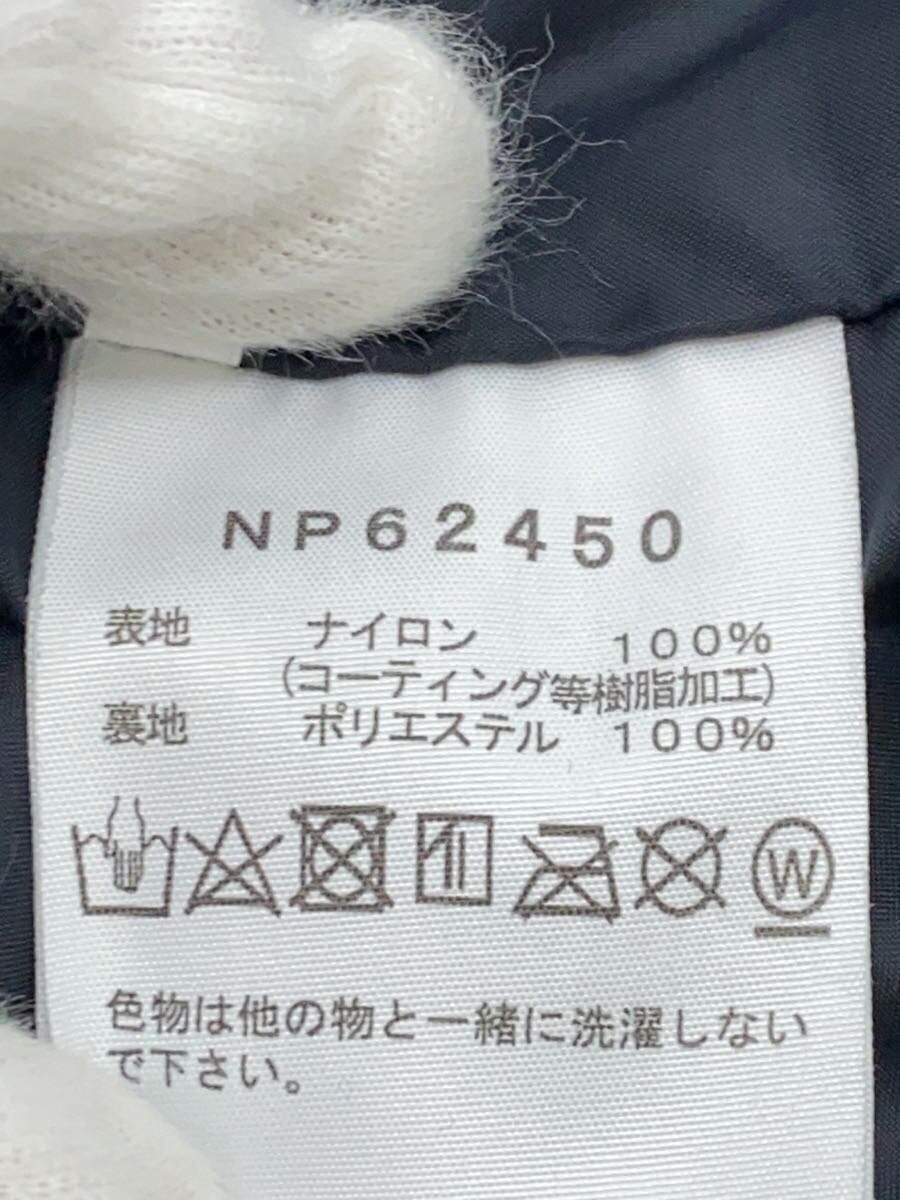 NP62450
表地 ナイロン 100%
(コーティング等樹脂加工)
裏地 ポリエステル 100%
W
色物は他の物と一緒に洗濯しない
で下さい。